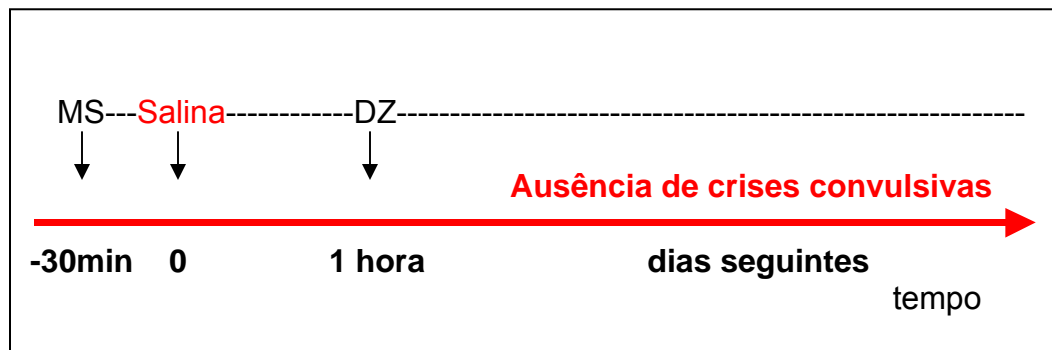 MS---Salina------------DZ-----------------------------------------------------------
Ausência de crises convulsivas
-30min 0 1 hora dias seguintes
tempo